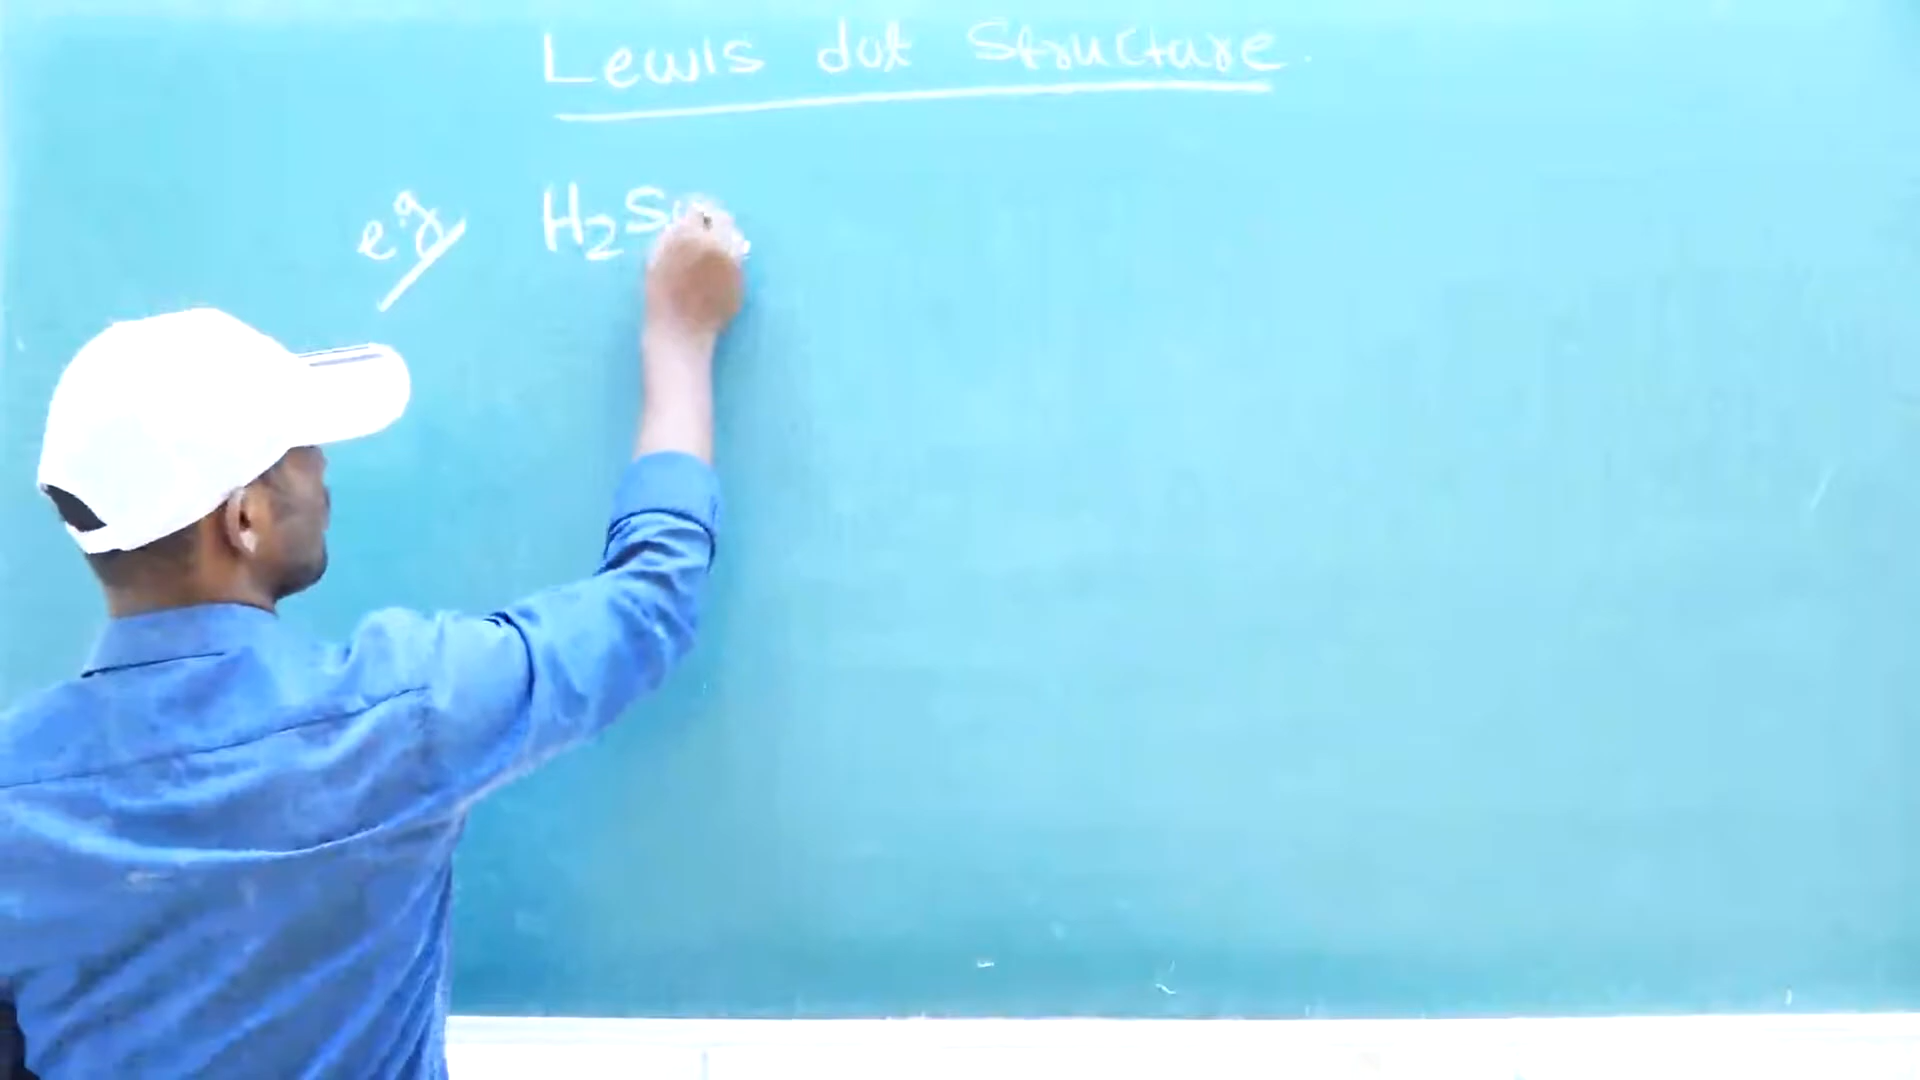 Lewis dot Structure.
e.g H₂S